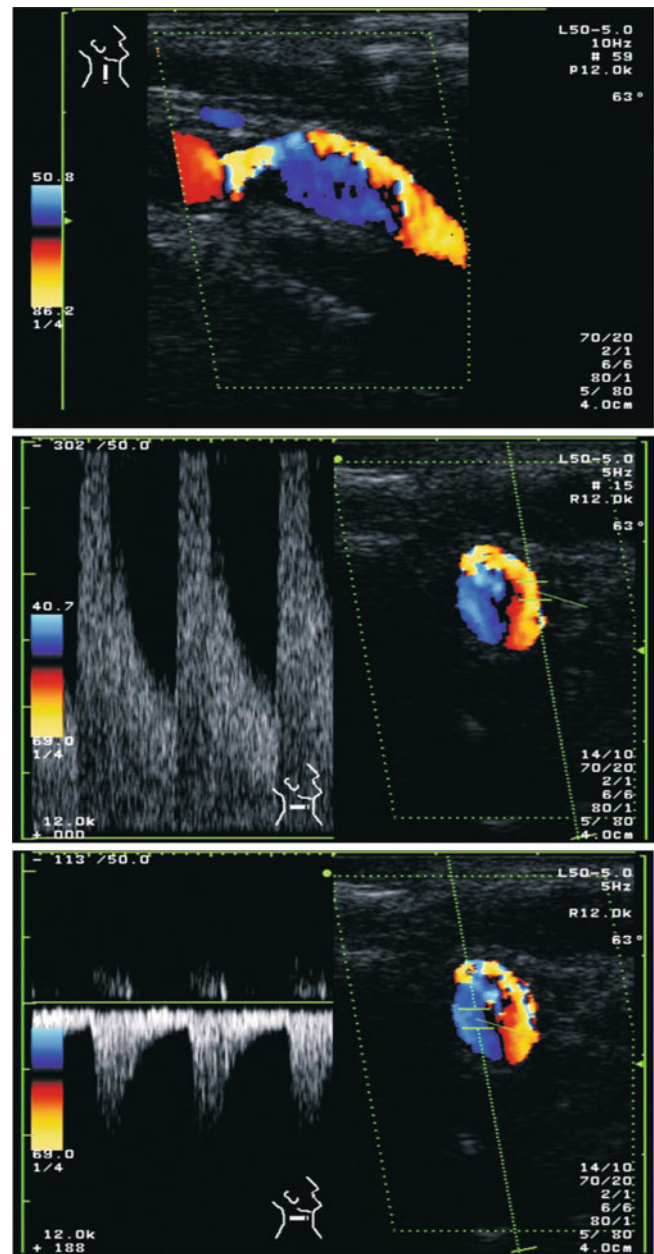 L50-5.0
10Hz
# 59
P12.0k
63°
50.8
86.2
1/4
70/20
2/1
6/6
80/1
5/ 80
4.0cm
- 302 /50.0
L50-5.0
5Hz
# 15
R12.0k
63°
40.7
69.0
1/4
14/10
70/20
2/1
6/6
80/1
5/ 80
4.0cm
12.0k
+ 000
- 113 /50.0
L50-5.0
5Hz
R12.0k
63°
69.0
1/4
14/10
70/20
2/1
6/6
80/1
5/ 80
4.0cm
12.0k
+ 188